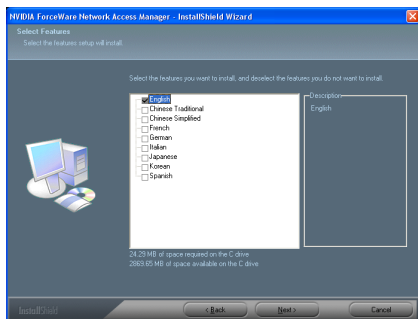 NVIDIA ForceWare Network Access Manager - InstallShield Wizard
Select Features
Select the features setup will install.
Select the features you want to install, and deselect the features you do not want to install.
English
Chinese Traditional
Chinese Simplified
French
German
Italian
Japanese
Korean
Spanish
Description
English
24.29 MB of space required on the C drive
2869.65 MB of space available on the C drive
InstallShield
< Back
Next >
Cancel